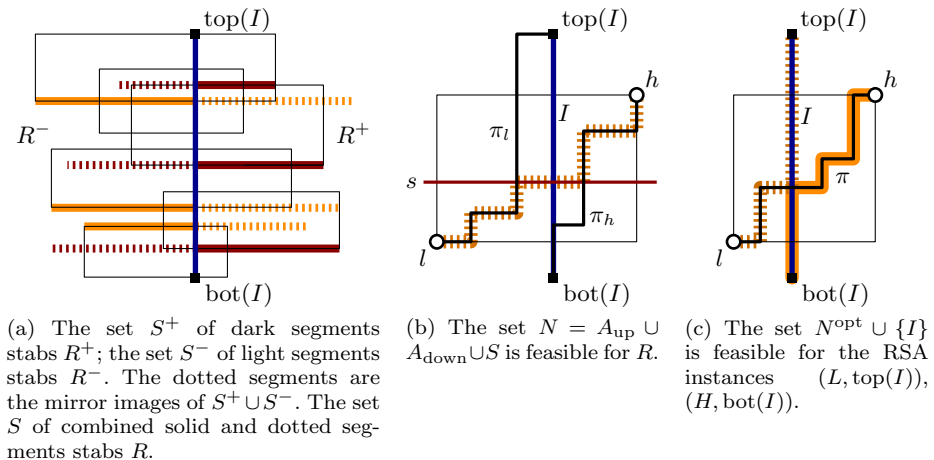 top(I)
R⁻
R⁺
bot(I)
(a) The set S⁺ of dark segments
stabs R⁺; the set S⁻ of light segments
stabs R⁻. The dotted segments are
the mirror images of S⁺ ∪ S⁻. The set
S of combined solid and dotted seg-
ments stabs R.
top(I)
h
I
π_l
s
π_h
l
bot(I)
(b) The set N = A_up ∪
A_down ∪ S is feasible for R.
top(I)
h
I
π
l
bot(I)
(c) The set N^opt ∪ {I}
is feasible for the RSA
instances (L, top(I)),
(H, bot(I)).